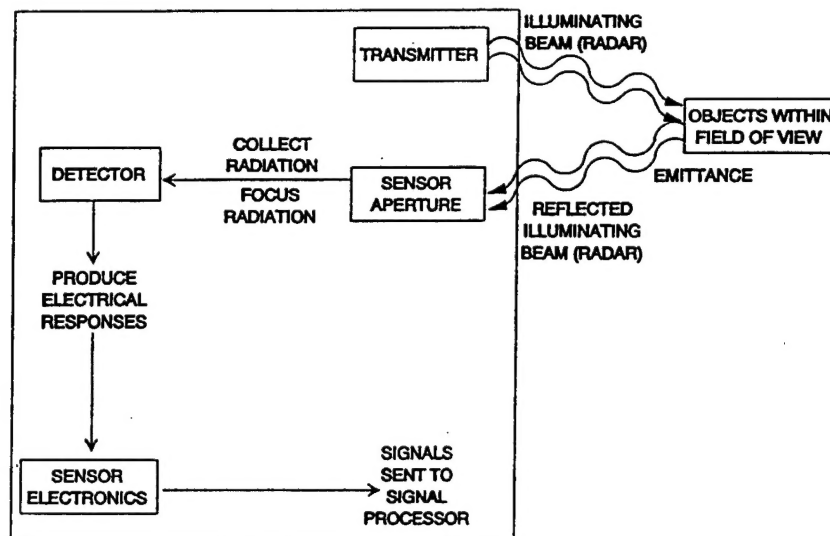 ILLUMINATING
BEAM (RADAR)
TRANSMITTER
OBJECTS WITHIN
FIELD OF VIEW
COLLECT
RADIATION
DETECTOR
FOCUS
RADIATION
SENSOR
APERTURE
EMITTANCE
REFLECTED
ILLUMINATING
BEAM (RADAR)
PRODUCE
ELECTRICAL
RESPONSES
SENSOR
ELECTRONICS
SIGNALS
SENT TO
SIGNAL
PROCESSOR